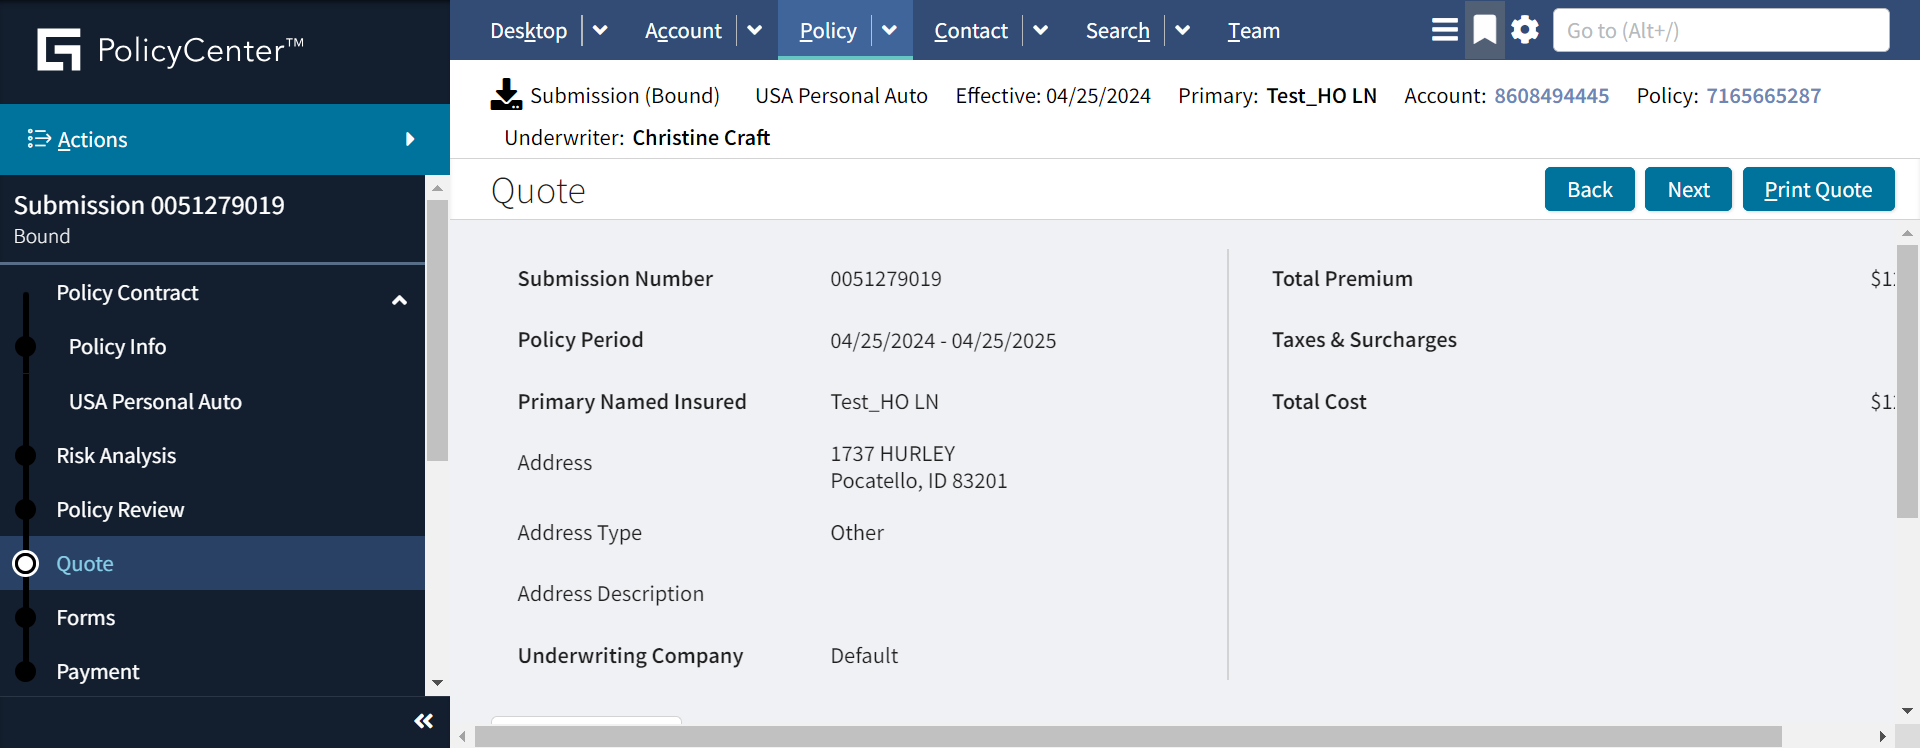 PolicyCenter™
Desktop
Account
Policy
Contact
Search
Team
Go to (Alt+/)
Actions
Submission (Bound) USA Personal Auto Effective: 04/25/2024 Primary: Test_HO LN Account: 8608494445 Policy: 7165665287
Underwriter: Christine Craft
Submission 0051279019
Bound
Policy Contract
Policy Info
USA Personal Auto
Risk Analysis
Policy Review
Quote
Forms
Payment
Quote
Back
Next
Print Quote
Submission Number 0051279019
Policy Period 04/25/2024 - 04/25/2025
Primary Named Insured Test_HO LN
Address 1737 HURLEY
Pocatello, ID 83201
Address Type Other
Address Description
Underwriting Company Default
Total Premium
Taxes & Surcharges
Total Cost